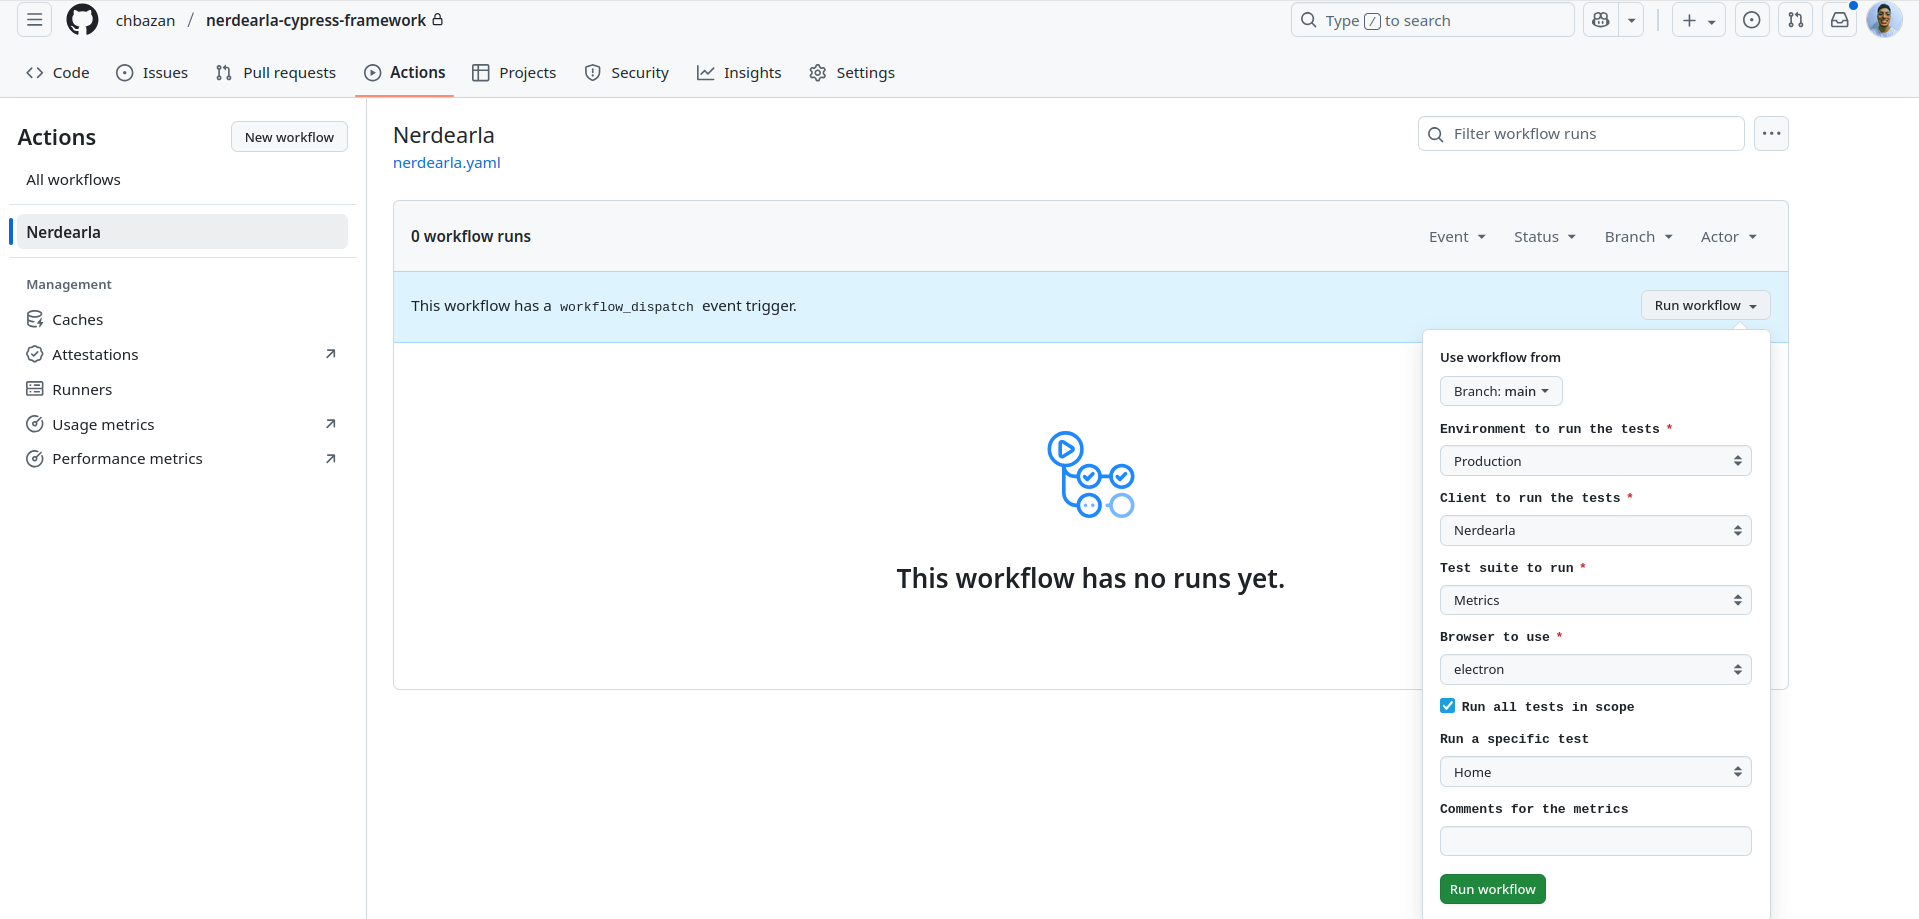 chbazan / nerdearla-cypress-framework
Type / to search
Code
Issues
Pull requests
Actions
Projects
Security
Insights
Settings
Actions
New workflow
All workflows
Nerdearla
Management
Caches
Attestations
Runners
Usage metrics
Performance metrics
Nerdearla
nerdearla.yaml
Filter workflow runs
0 workflow runs
Event
Status
Branch
Actor
This workflow has a workflow_dispatch event trigger.
Run workflow
This workflow has no runs yet.
Use workflow from
Branch: main
Environment to run the tests *
Production
Client to run the tests *
Nerdearla
Test suite to run *
Metrics
Browser to use *
electron
Run all tests in scope
Run a specific test
Home
Comments for the metrics
Run workflow